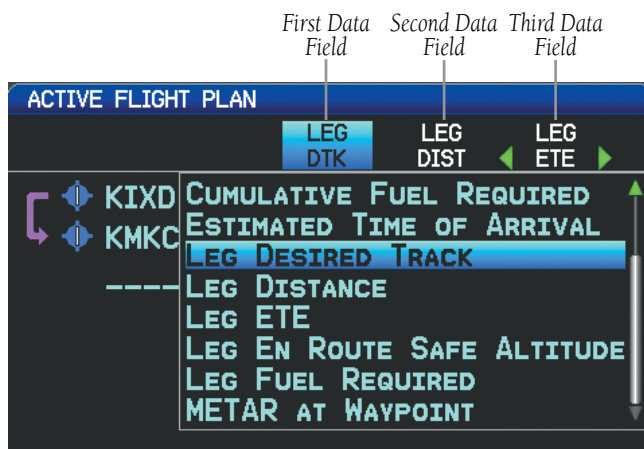 First Data Field
Second Data Field
Third Data Field
ACTIVE FLIGHT PLAN
LEG DTK
LEG DIST
LEG ETE
KIXD
KMKC
----
CUMULATIVE FUEL REQUIRED
ESTIMATED TIME OF ARRIVAL
LEG DESIRED TRACK
LEG DISTANCE
LEG ETE
LEG EN ROUTE SAFE ALTITUDE
LEG FUEL REQUIRED
METAR AT WAYPOINT